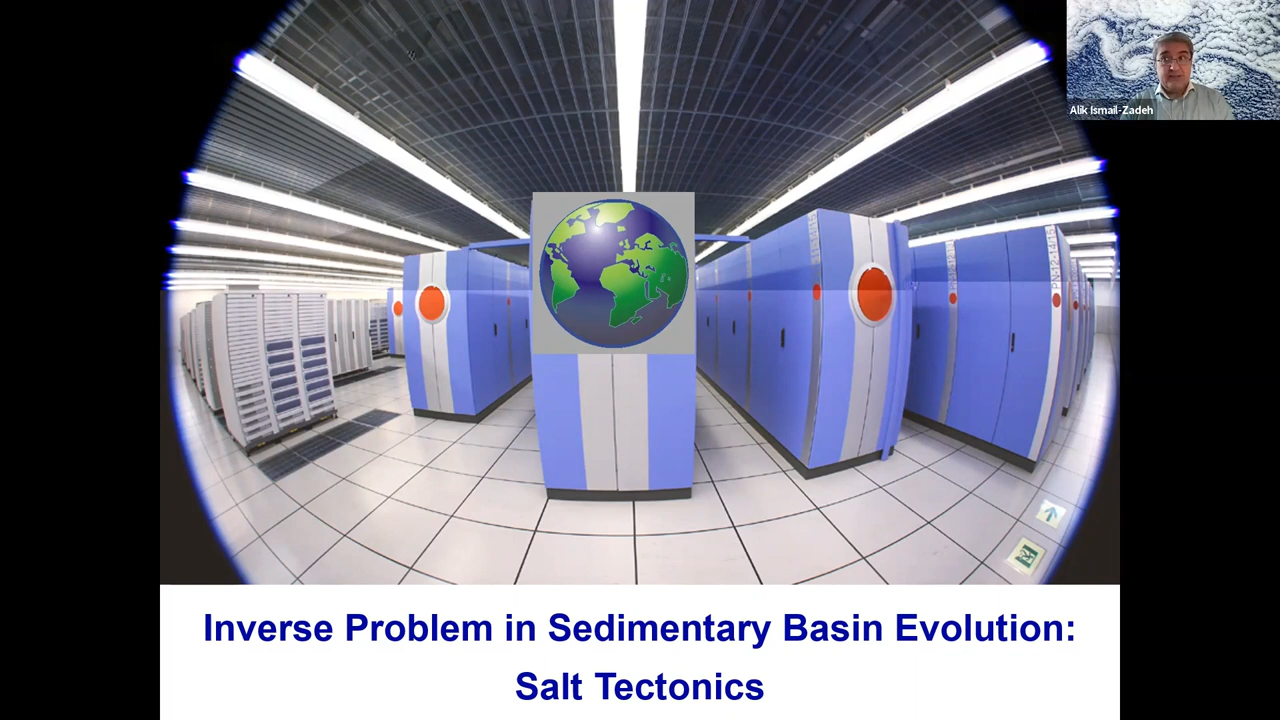 Alik Ismail-Zadeh
Inverse Problem in Sedimentary Basin Evolution:
Salt Tectonics